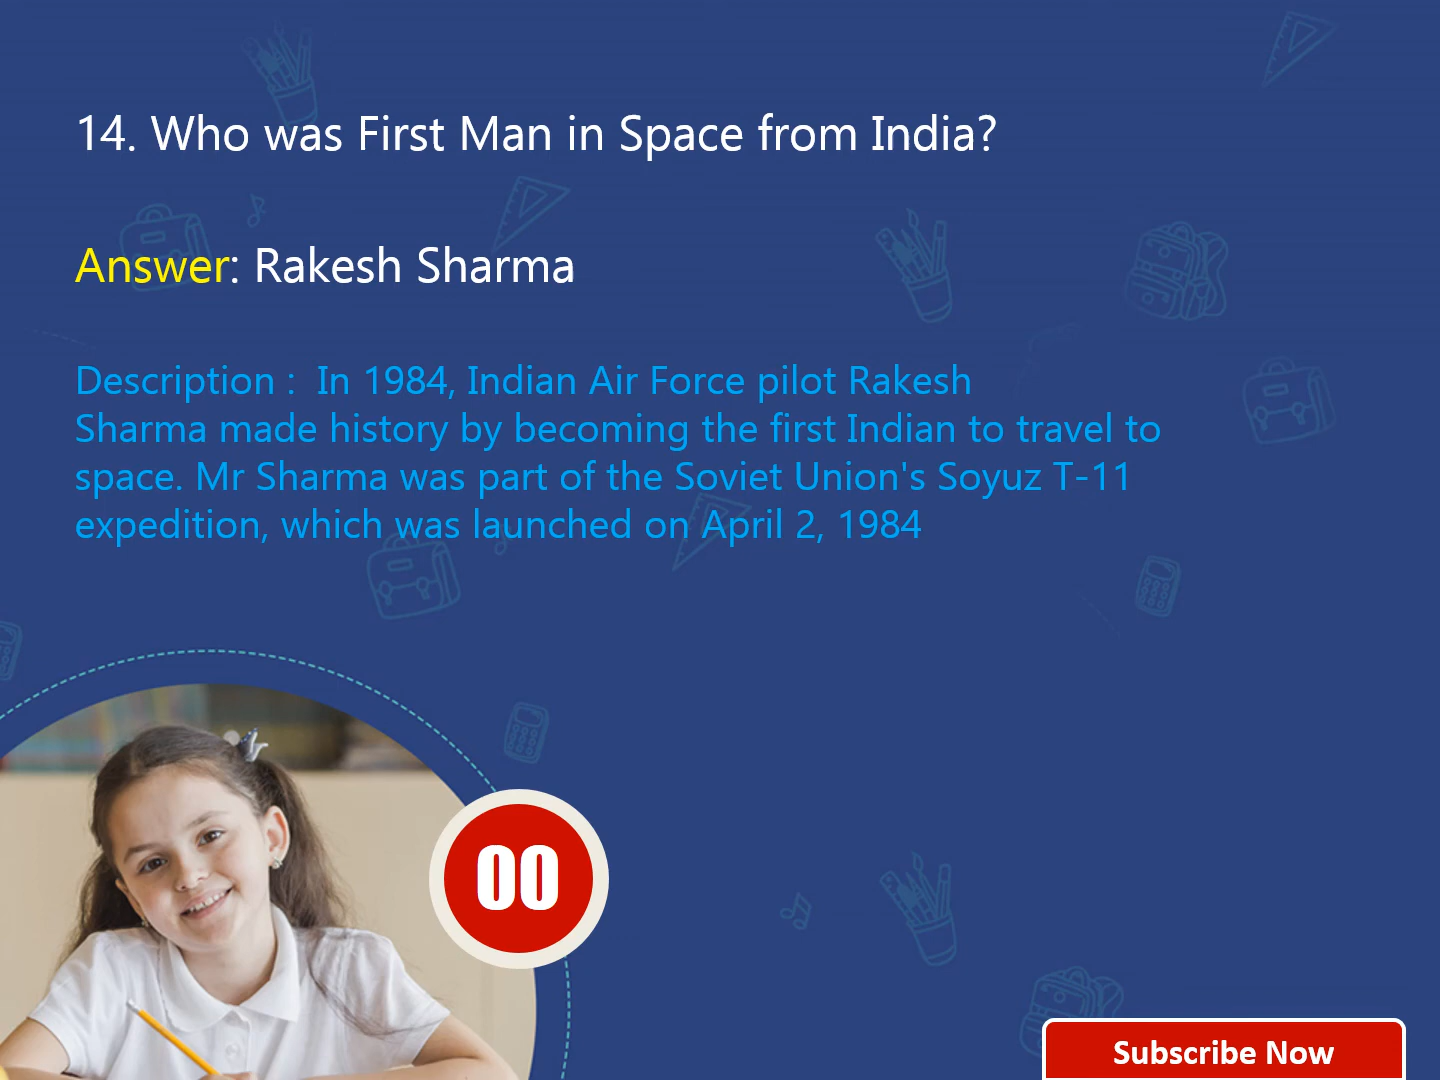 14. Who was First Man in Space from India?
Answer: Rakesh Sharma
Description :  In 1984, Indian Air Force pilot Rakesh
Sharma made history by becoming the first Indian to travel to
space. Mr Sharma was part of the Soviet Union's Soyuz T-11
expedition, which was launched on April 2, 1984
00
Subscribe Now